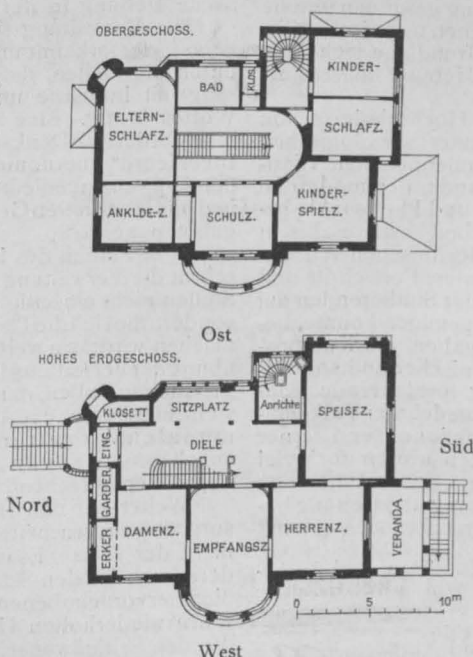 OBERGESCHOSS.
BAD
KLOS.
KINDER-
ELTERN-
SCHLAFZ.
SCHLAFZ.
ANKLDE-Z.
SCHULZ.
KINDER-
SPIELZ.
Ost
HOHES ERDGESCHOSS.
KLOSETT
SITZPLATZ
Anrichte
SPEISEZ.
EING.
DIELE
Süd
Nord
GARDER.
DAMENZ.
EMPFANGSZ
HERRENZ.
VERANDA
ERKER
0 5 10m
West